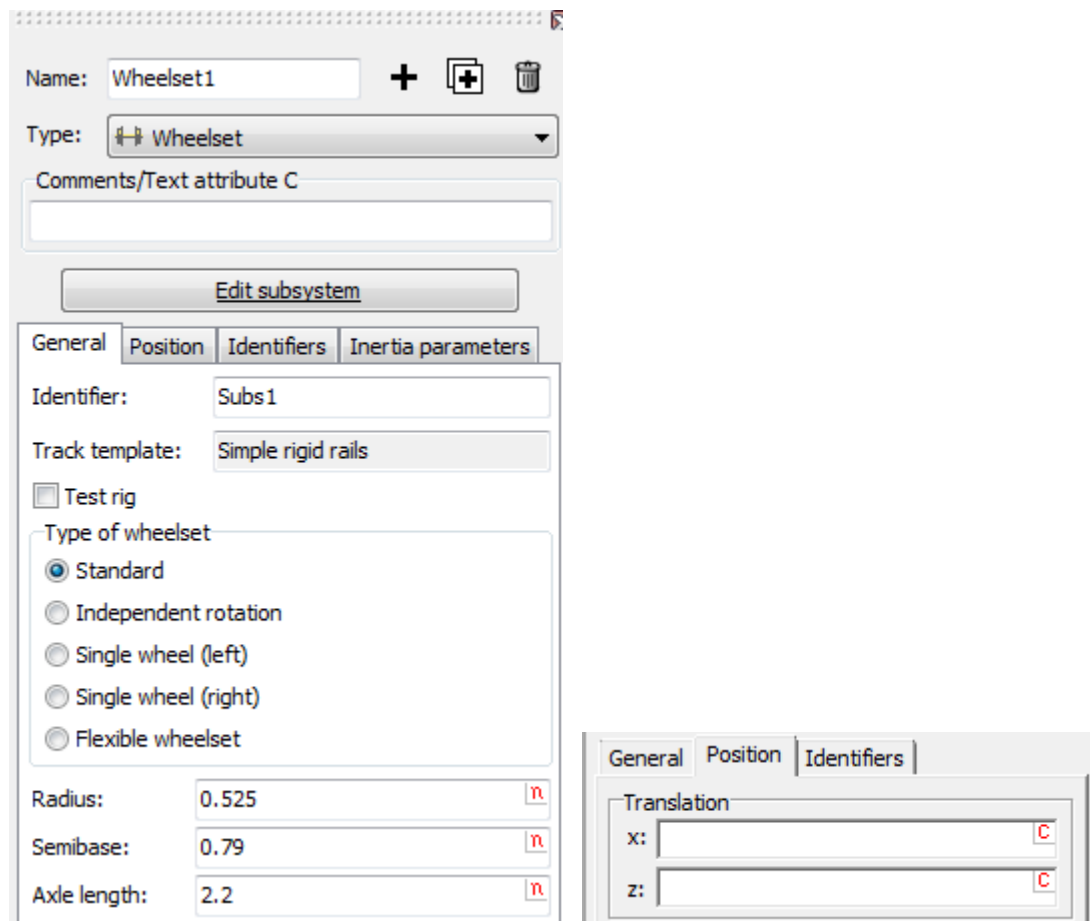 Name: Wheelset1
Type: Wheelset
Comments/Text attribute C
Edit subsystem
General Position Identifiers Inertia parameters
Identifier: Subs1
Track template: Simple rigid rails
Test rig
Type of wheelset
Standard
Independent rotation
Single wheel (left)
Single wheel (right)
Flexible wheelset
Radius: 0.525 n
Semibase: 0.79 n
Axle length: 2.2 n
General Position Identifiers
Translation
x: C
z: C